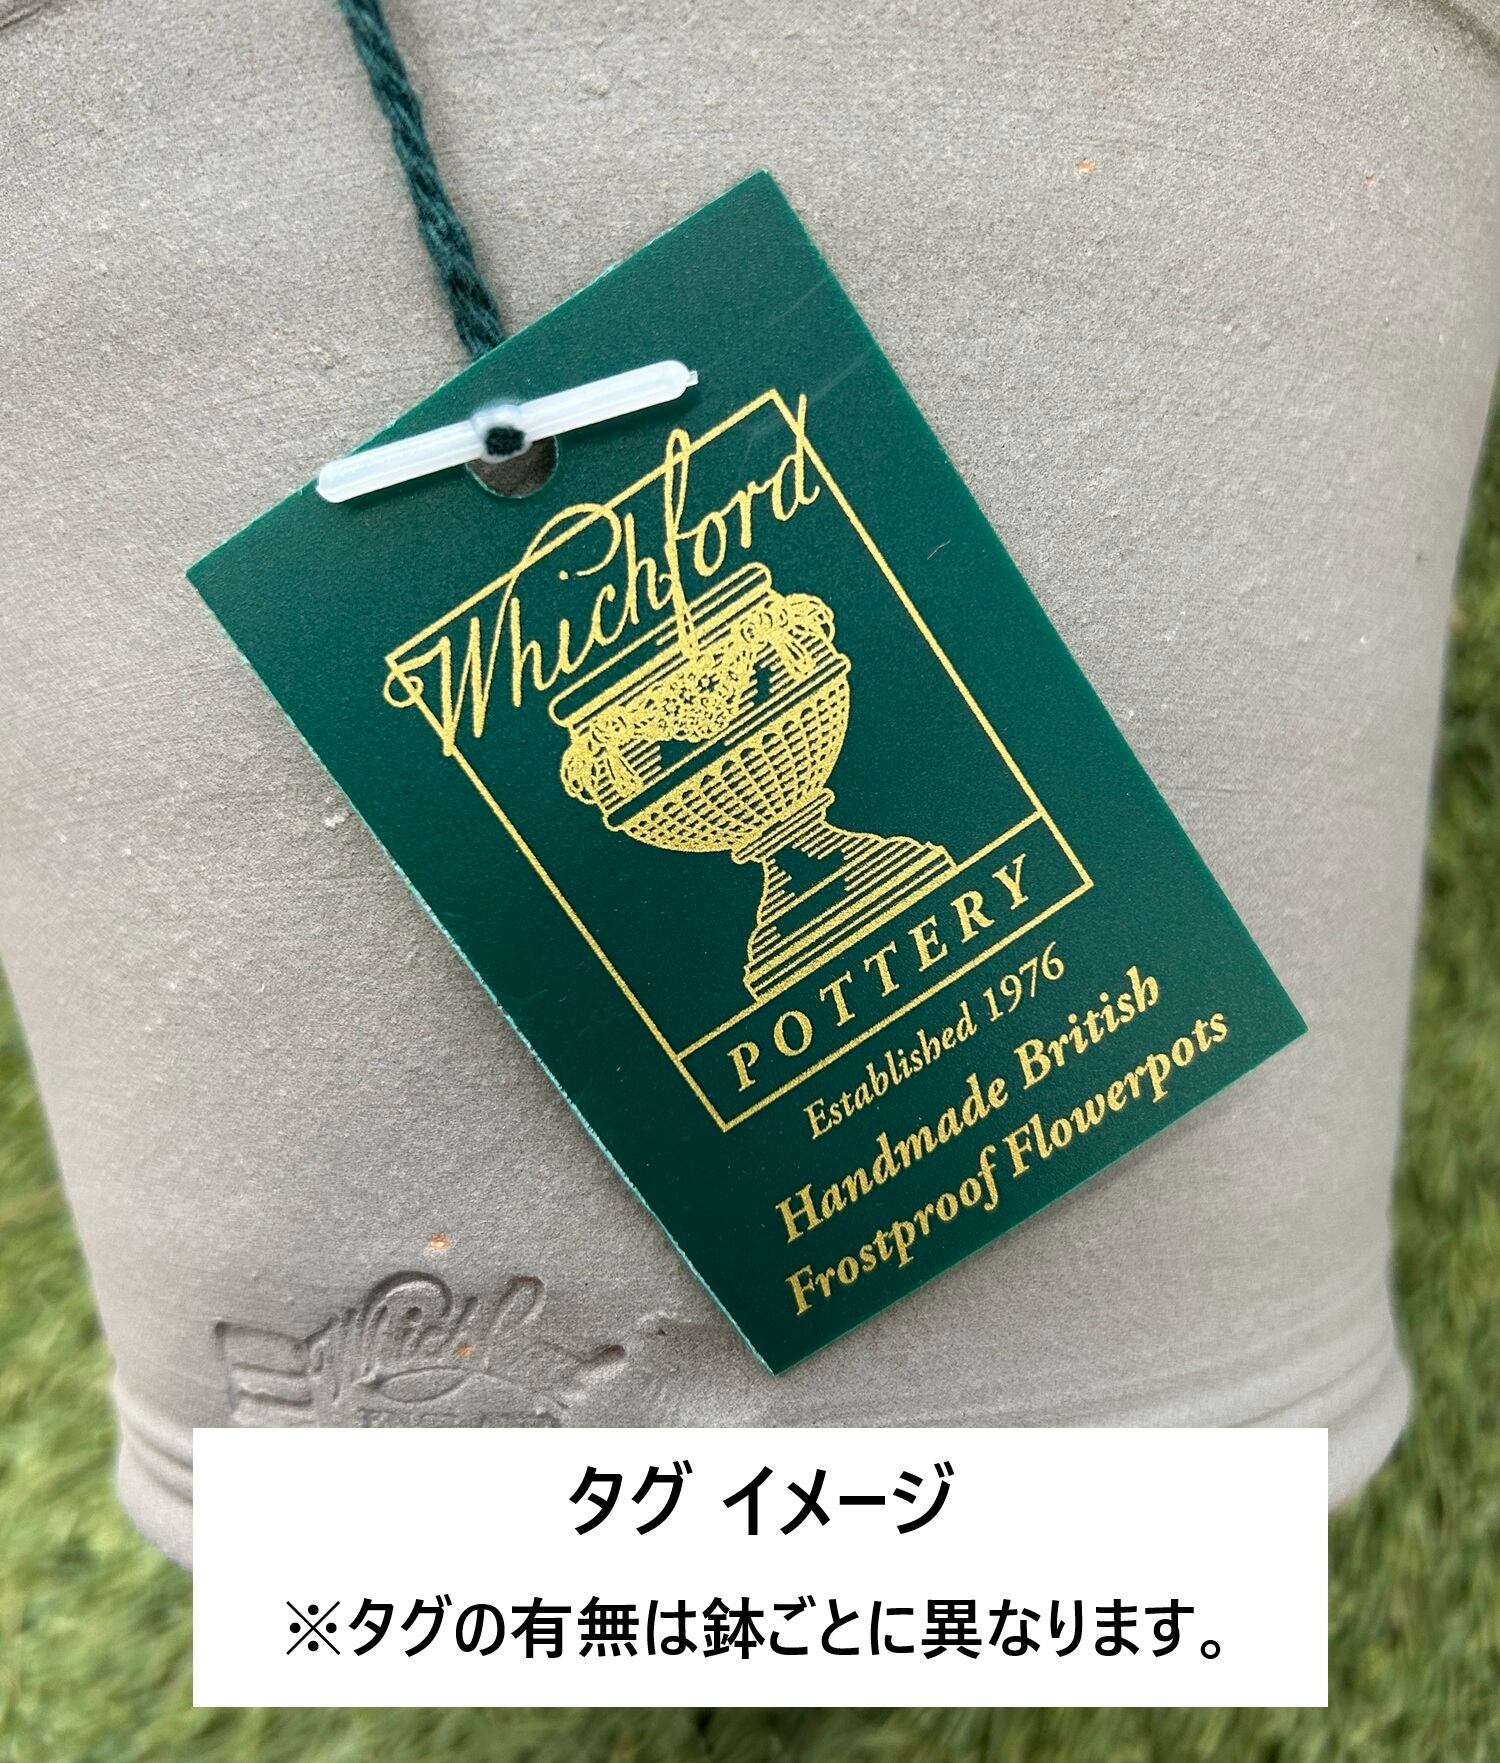 Whichford
POTTERY
Established 1976
Handmade British
Frostproof Flowerpots
タグ イメージ
※タグの有無は鉢ごとに異なります。